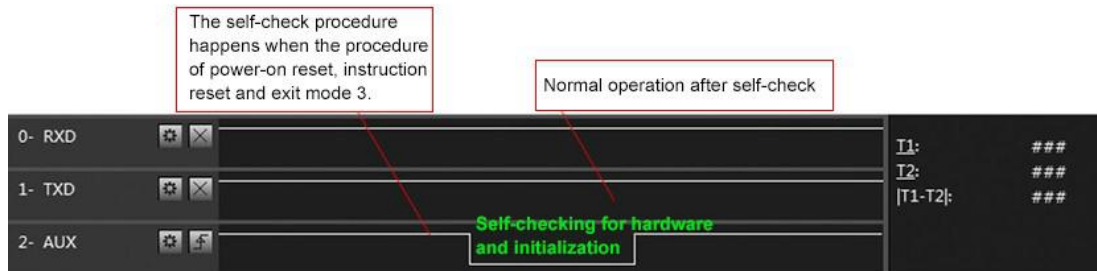 The self-check procedure
happens when the procedure
of power-on reset, instruction
reset and exit mode 3.
Normal operation after self-check
0- RXD
T1: ###
T2: ###
1- TXD
|T1-T2|: ###
Self-checking for hardware
and initialization
2- AUX